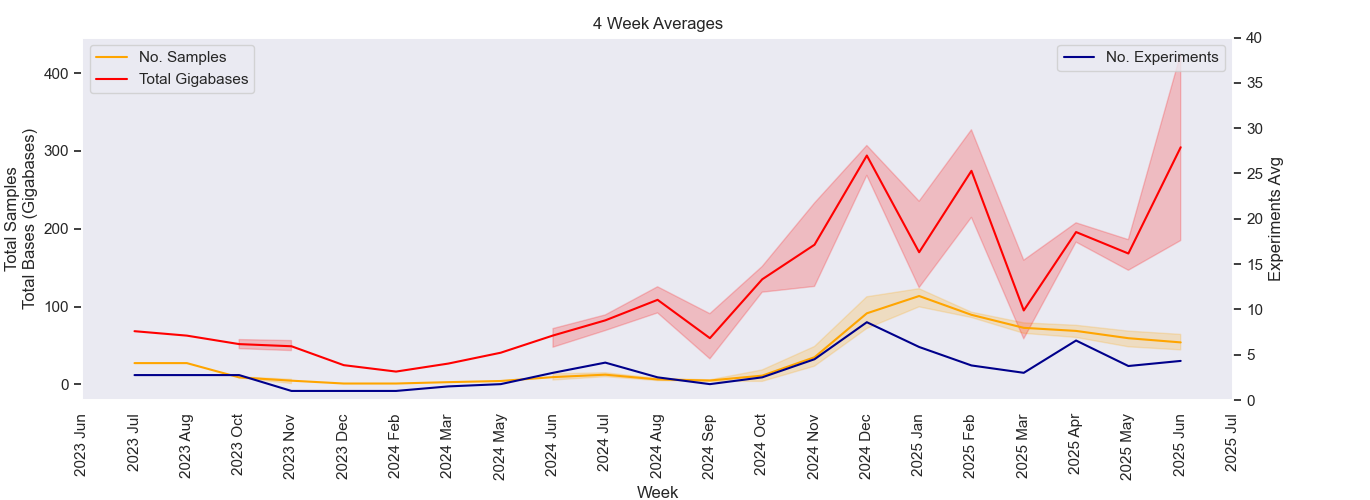 4 Week Averages
No. Samples
Total Gigabases
No. Experiments
Total Samples
Total Bases (Gigabases)
400
300
200
100
0
40
35
30
25
20
15
10
5
0
Experiments Avg
2023 Jun
2023 Jul
2023 Aug
2023 Oct
2023 Nov
2023 Dec
2024 Feb
2024 Mar
2024 May
2024 Jun
2024 Jul
2024 Aug
2024 Sep
2024 Oct
2024 Nov
2024 Dec
2025 Jan
2025 Feb
2025 Mar
2025 Apr
2025 May
2025 Jun
2025 Jul
Week